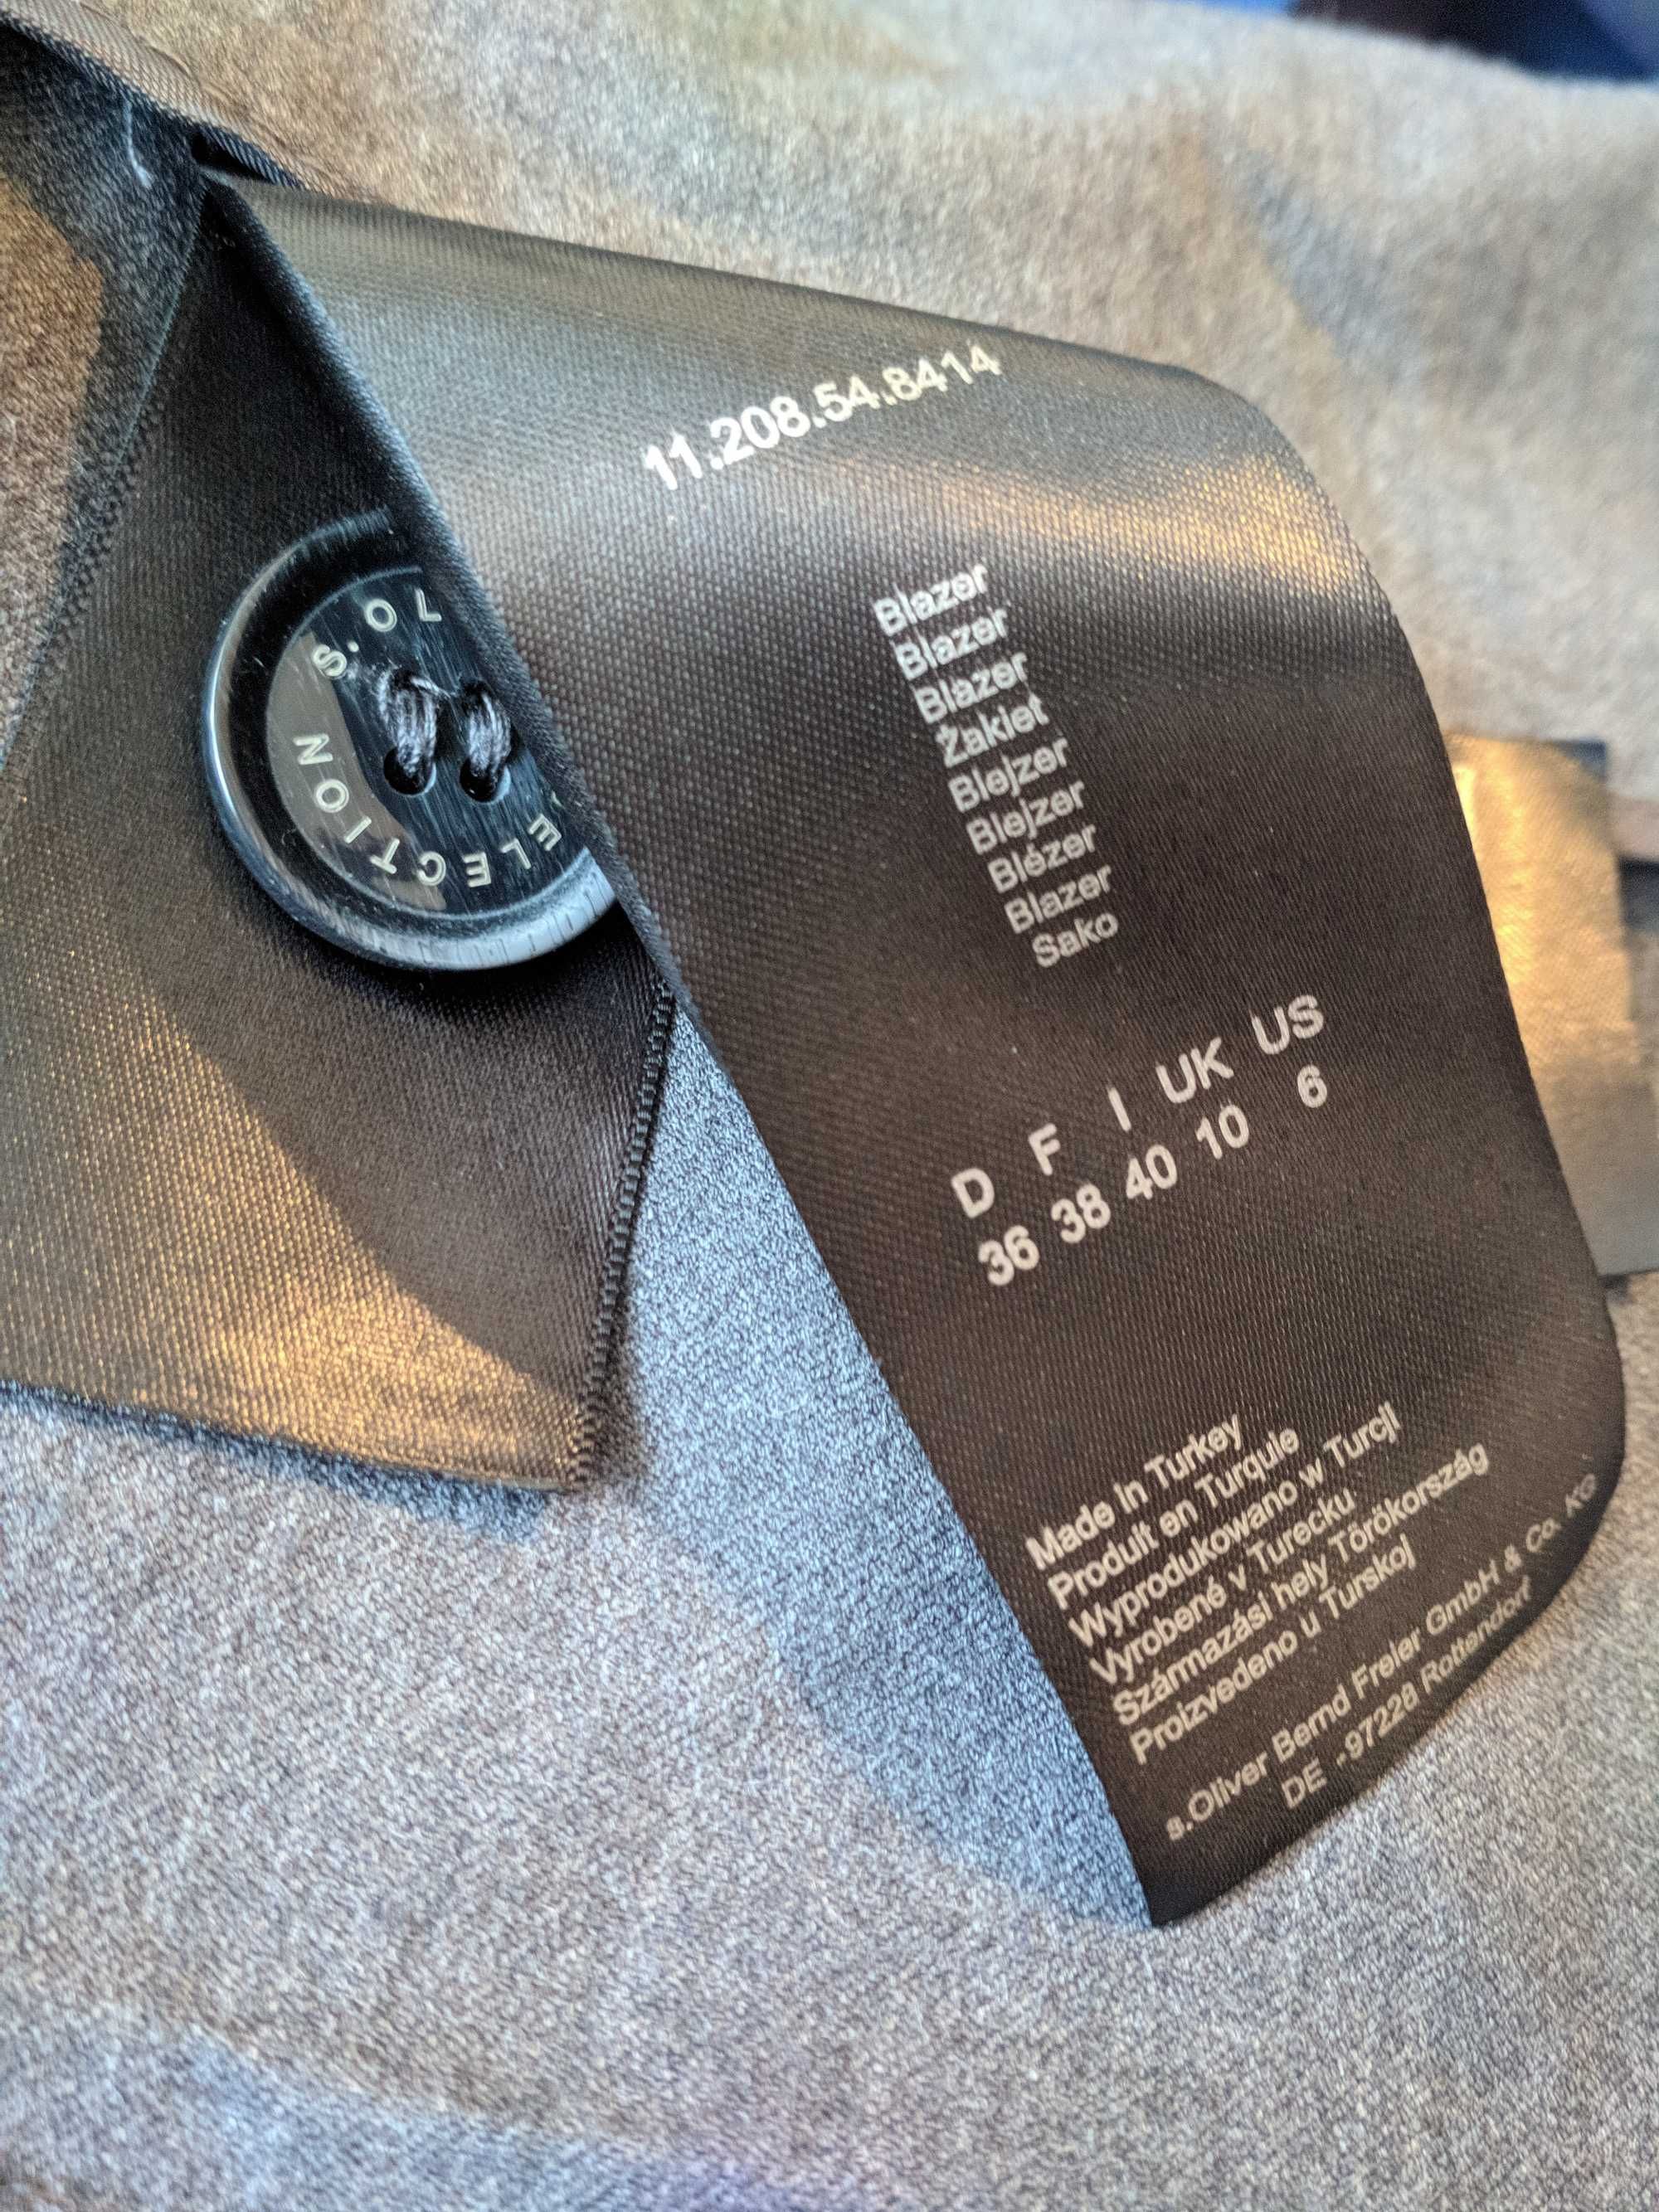 11.208.54.8414
Blazer
Blazer
Blazer
Żakiet
Blejzer
Blejzer
Blézer
Blazer
Sako
D F I UK US
36 38 40 10 6
Made in Turkey
Produit en Turquie
Wyprodukowano w Turcji
Vyrobené v Turecku
Származási hely Törökország
Proizvedeno u Turskoj
s.Oliver Bernd Freier GmbH & Co. KG
DE -97228 Rottendorf
S.O
ELECTION